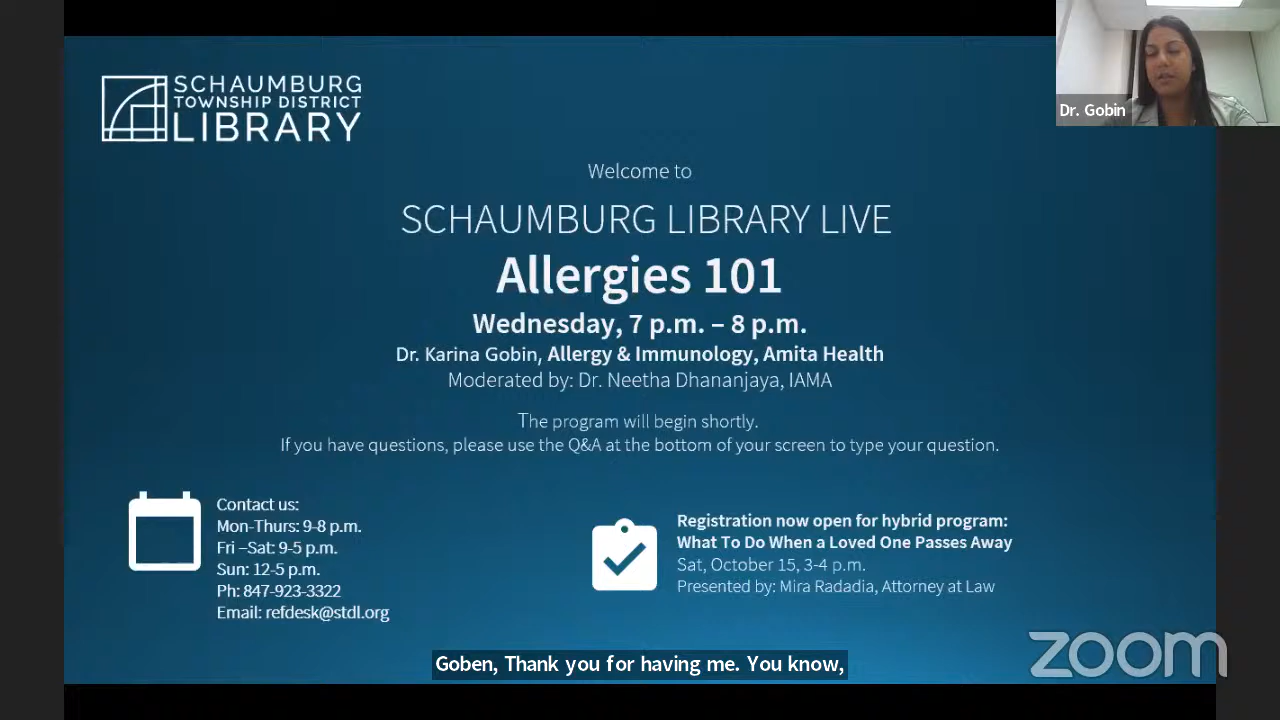 SCHAUMBURG
TOWNSHIP DISTRICT
LIBRARY
Dr. Gobin
Welcome to
SCHAUMBURG LIBRARY LIVE
Allergies 101
Wednesday, 7 p.m. – 8 p.m.
Dr. Karina Gobin, Allergy & Immunology, Amita Health
Moderated by: Dr. Neetha Dhananjaya, IAMA
The program will begin shortly.
If you have questions, please use the Q&A at the bottom of your screen to type your question.
Contact us:
Mon-Thurs: 9-8 p.m.
Fri –Sat: 9-5 p.m.
Sun: 12-5 p.m.
Ph: 847-923-3322
Email: refdesk@stdl.org
Registration now open for hybrid program:
What To Do When a Loved One Passes Away
Sat, October 15, 3-4 p.m.
Presented by: Mira Radadia, Attorney at Law
zoom
Goben, Thank you for having me. You know,